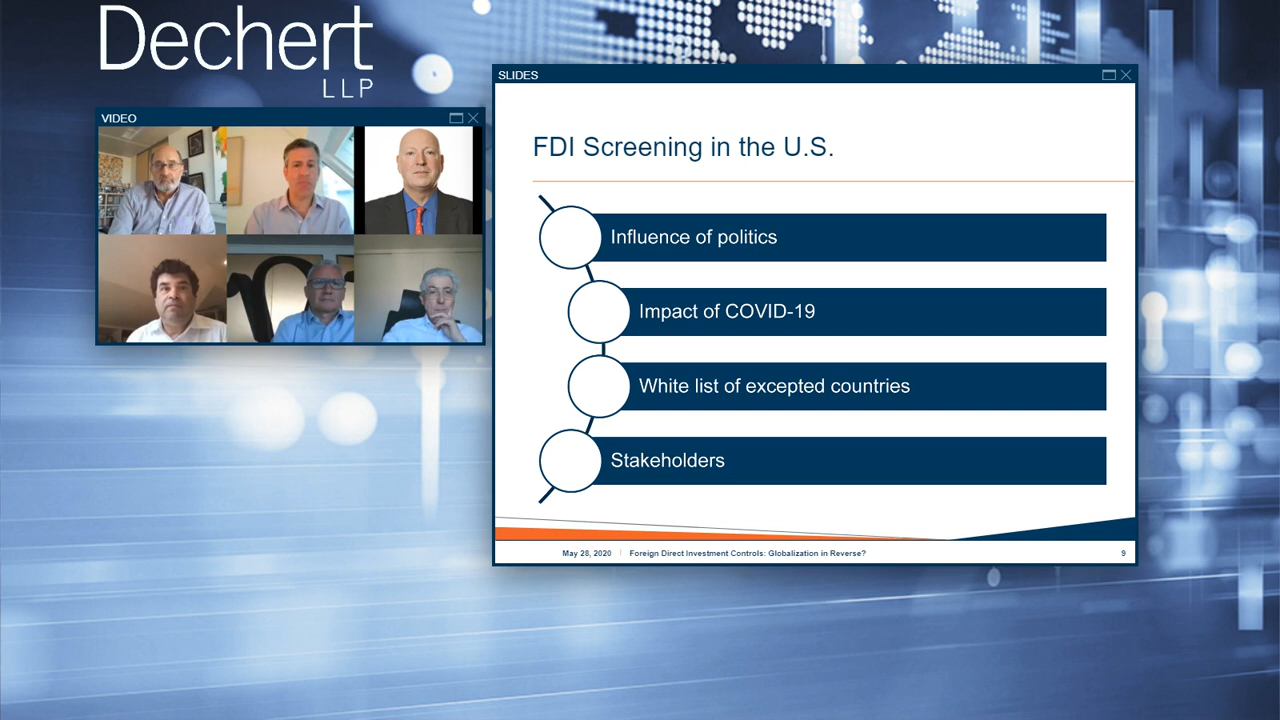 Dechert
LLP
VIDEO
SLIDES
FDI Screening in the U.S.
Influence of politics
Impact of COVID-19
White list of excepted countries
Stakeholders
May 28, 2020 | Foreign Direct Investment Controls: Globalization in Reverse? 9